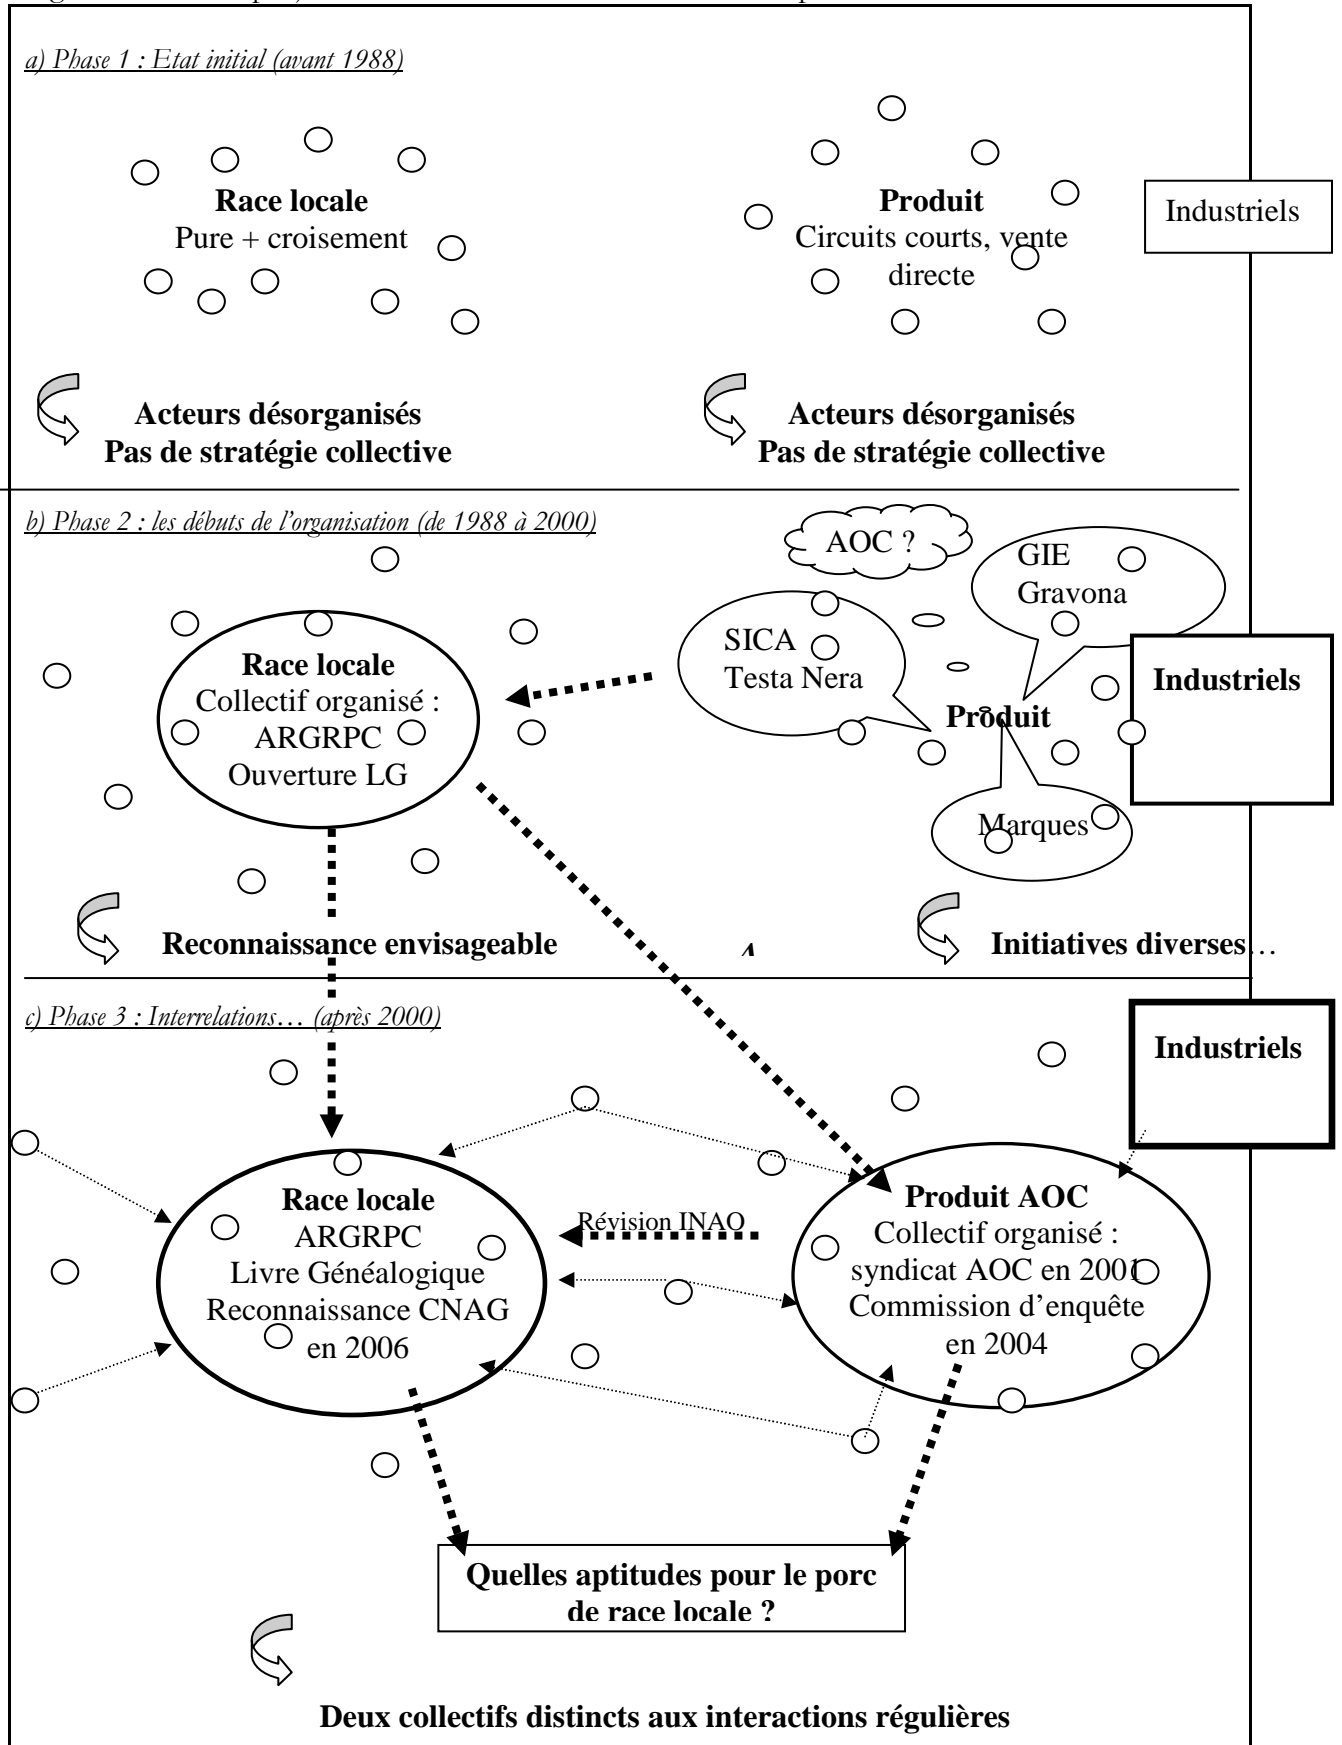 a) Phase 1 : Etat initial (avant 1988)
Race locale
Pure + croisement
Produit
Circuits courts, vente
directe
Industriels
Acteurs désorganisés
Pas de stratégie collective
Acteurs désorganisés
Pas de stratégie collective
b) Phase 2 : les débuts de l'organisation (de 1988 à 2000)
AOC ?
GIE
Gravona
SICA
Testa Nera
Race locale
Collectif organisé :
ARGRPC
Ouverture LG
Produit
Industriels
Marques
Reconnaissance envisageable
Initiatives diverses…
c) Phase 3 : Interrelations… (après 2000)
Industriels
Race locale
ARGRPC
Livre Généalogique
Reconnaissance CNAG
en 2006
Révision INAO
Produit AOC
Collectif organisé :
syndicat AOC en 2001
Commission d'enquête
en 2004
Quelles aptitudes pour le porc
de race locale ?
Deux collectifs distincts aux interactions régulières